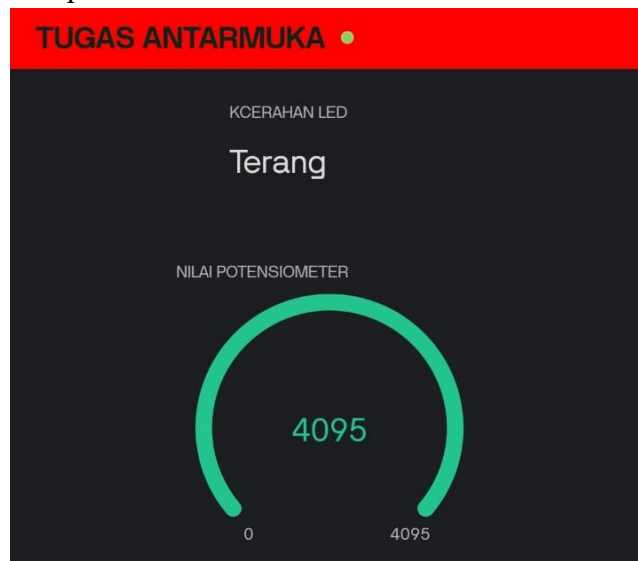 TUGAS ANTARMUKA
KCERAHAN LED
Terang
NILAI POTENSIOMETER
4095
0 4095